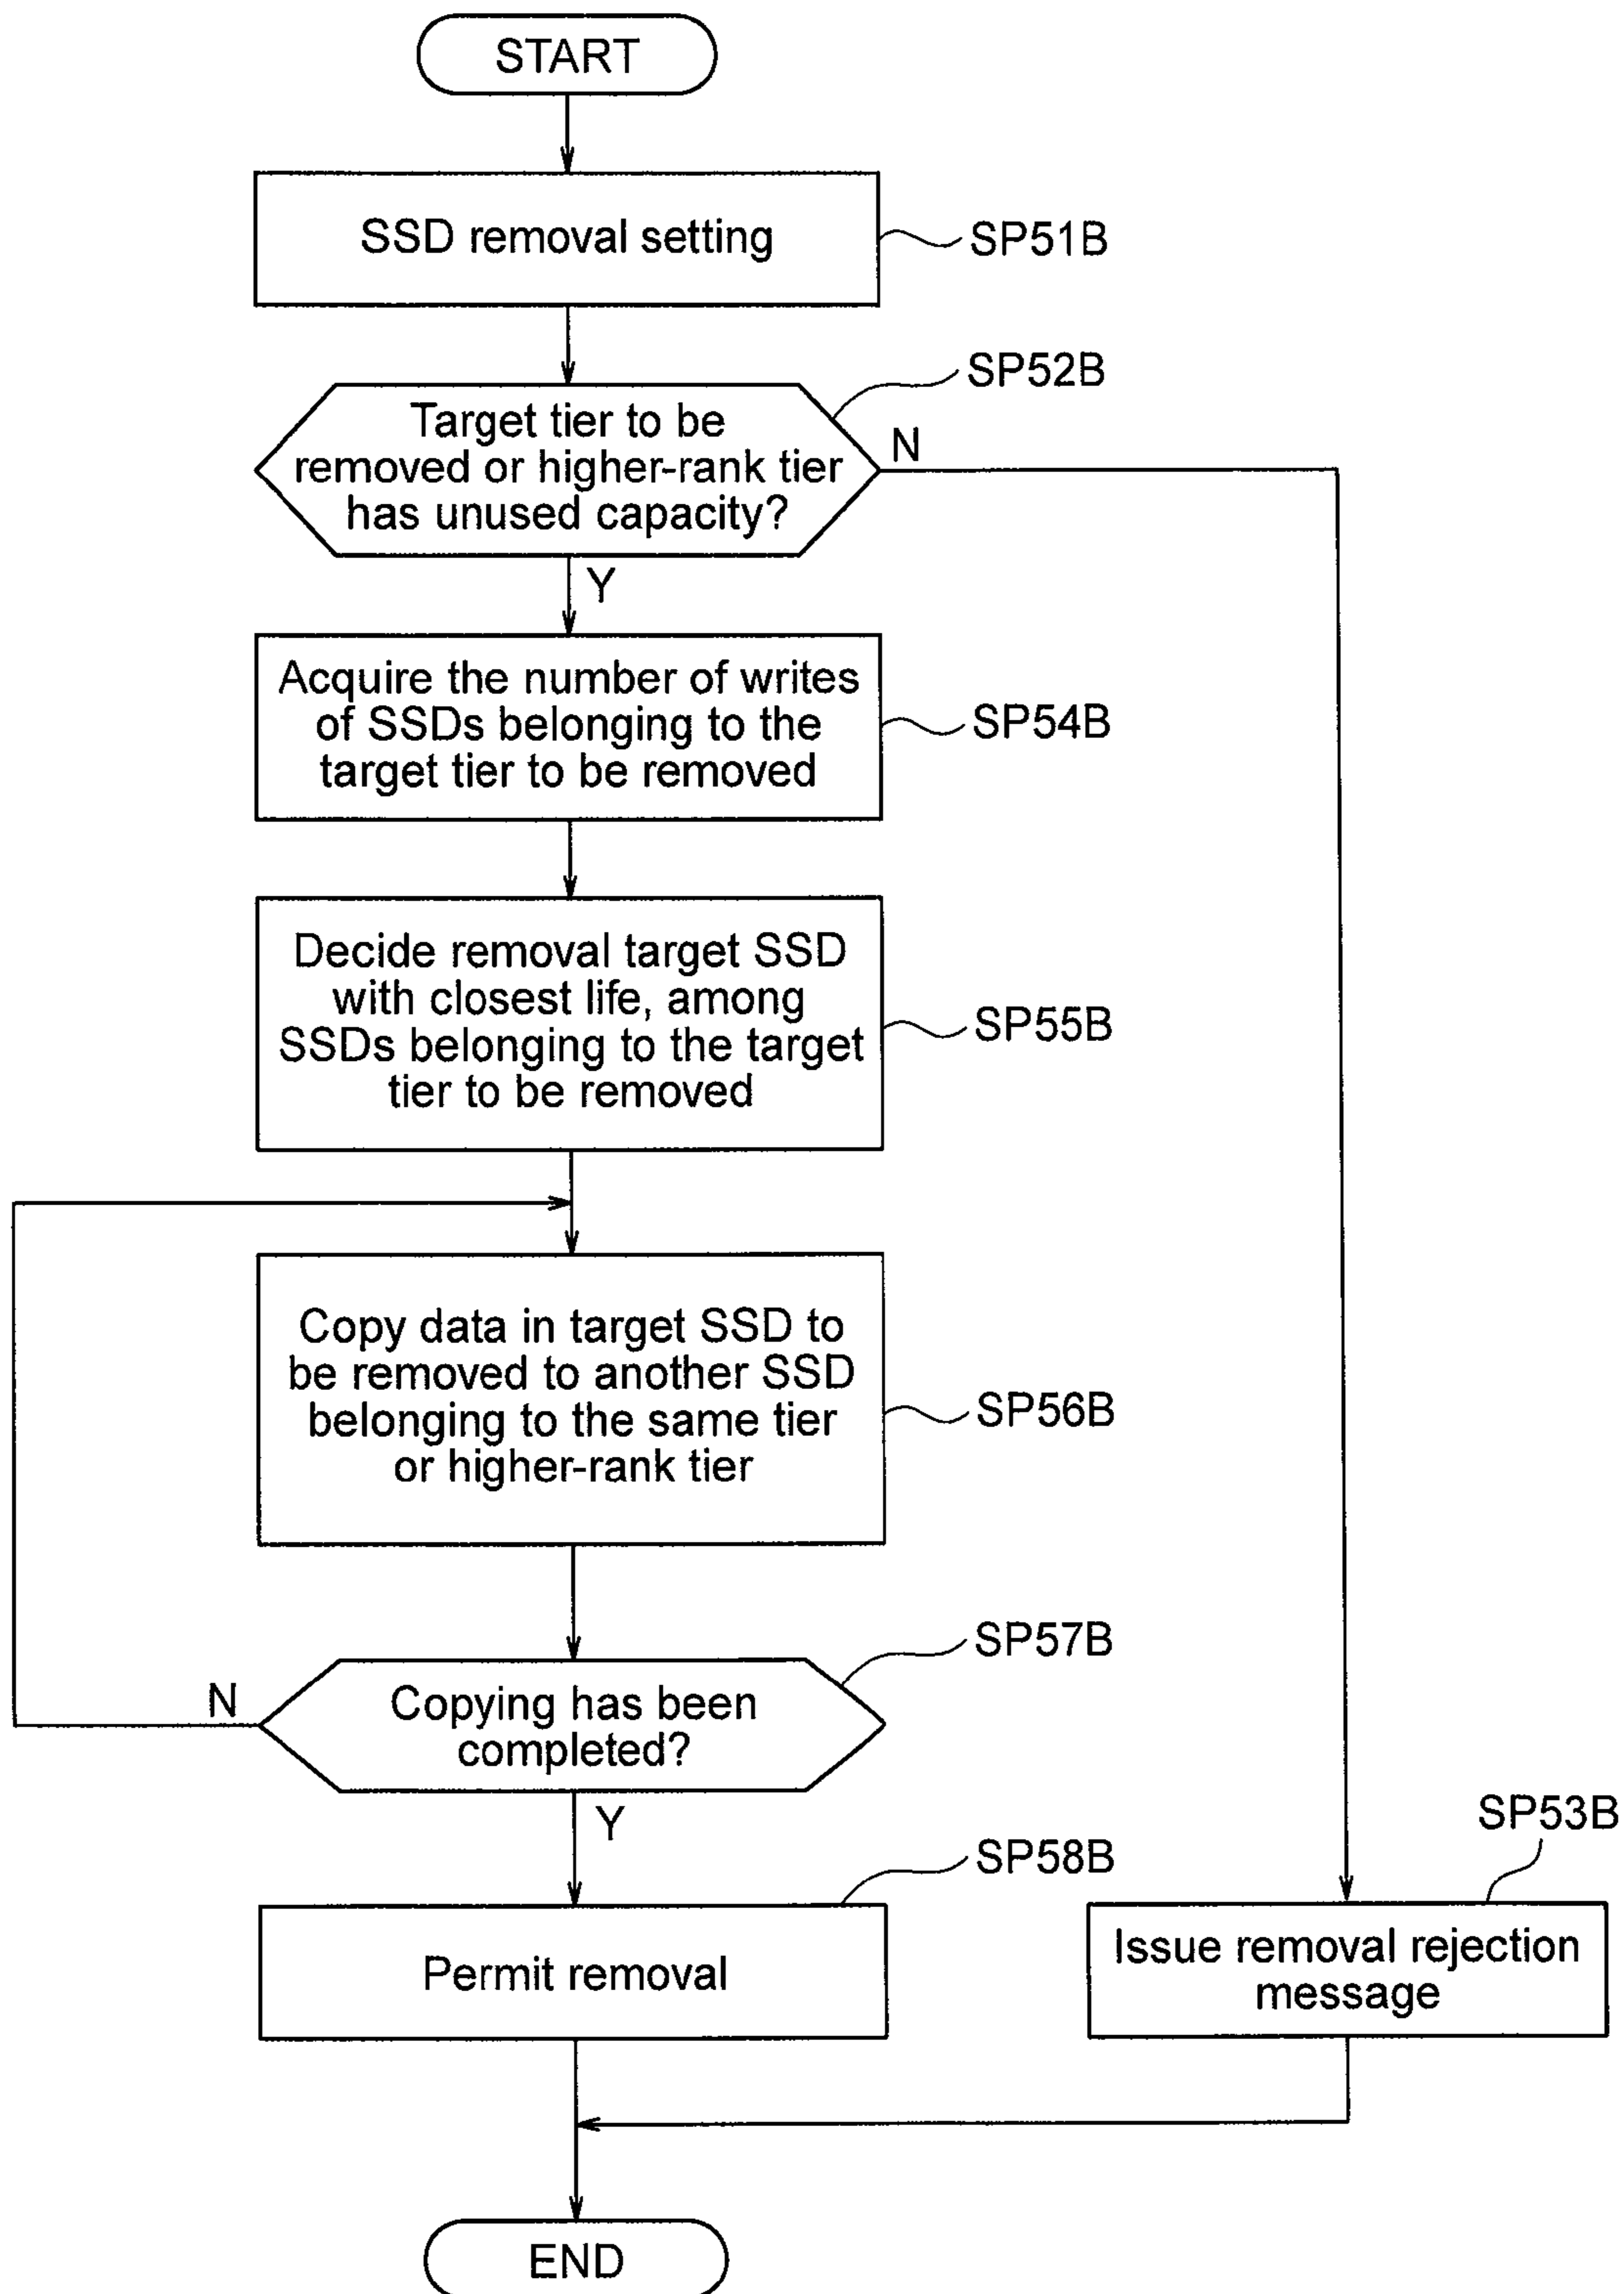 START
SSD removal setting
SP51B
SP52B
Target tier to be
removed or higher-rank tier
has unused capacity?
N
Y
Acquire the number of writes
of SSDs belonging to the
target tier to be removed
SP54B
Decide removal target SSD
with closest life, among
SSDs belonging to the target
tier to be removed
SP55B
Copy data in target SSD to
be removed to another SSD
belonging to the same tier
or higher-rank tier
SP56B
SP57B
Copying has been
completed?
N
Y
SP58B
Permit removal
SP53B
Issue removal rejection
message
END